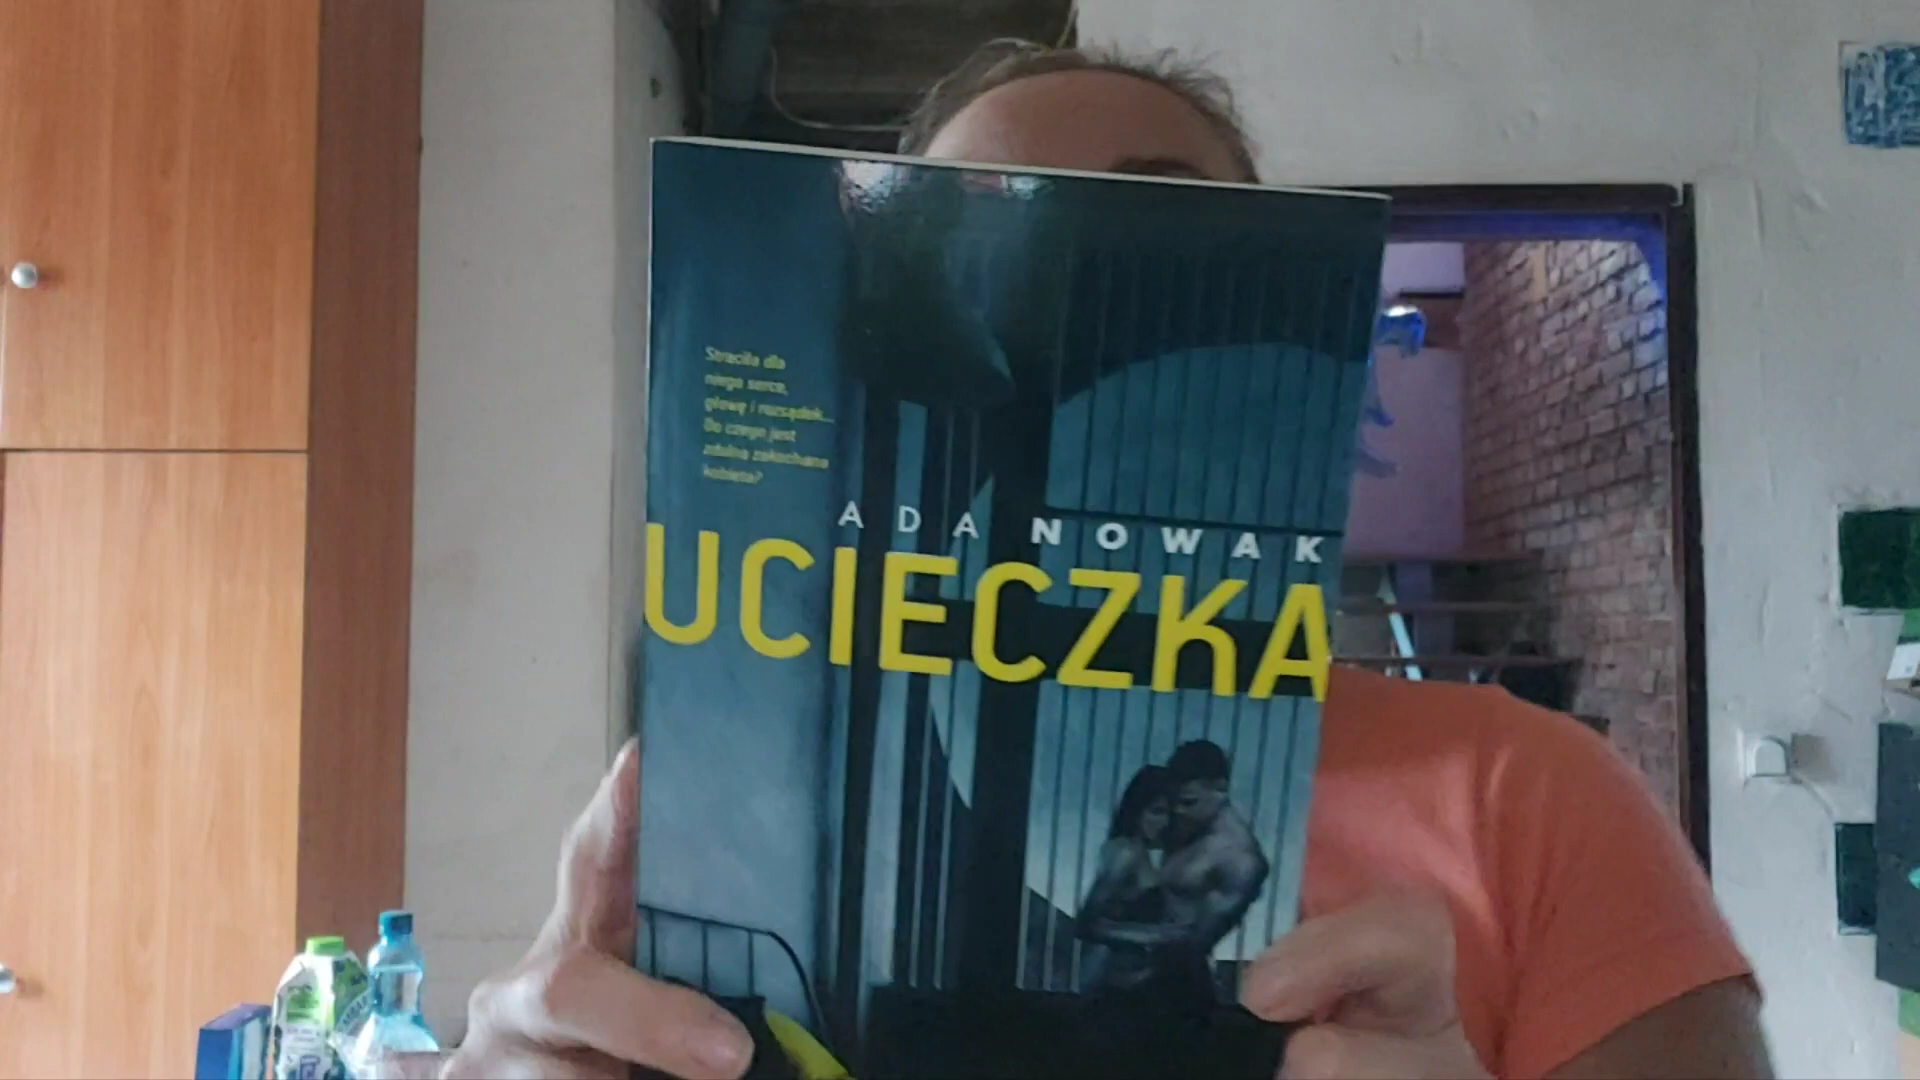 Straciła dla
niego serce,
głowę i rozsądek...
Do czego jest
zdolna zakochana
kobieta?
ADA NOWAK
UCIECZKA